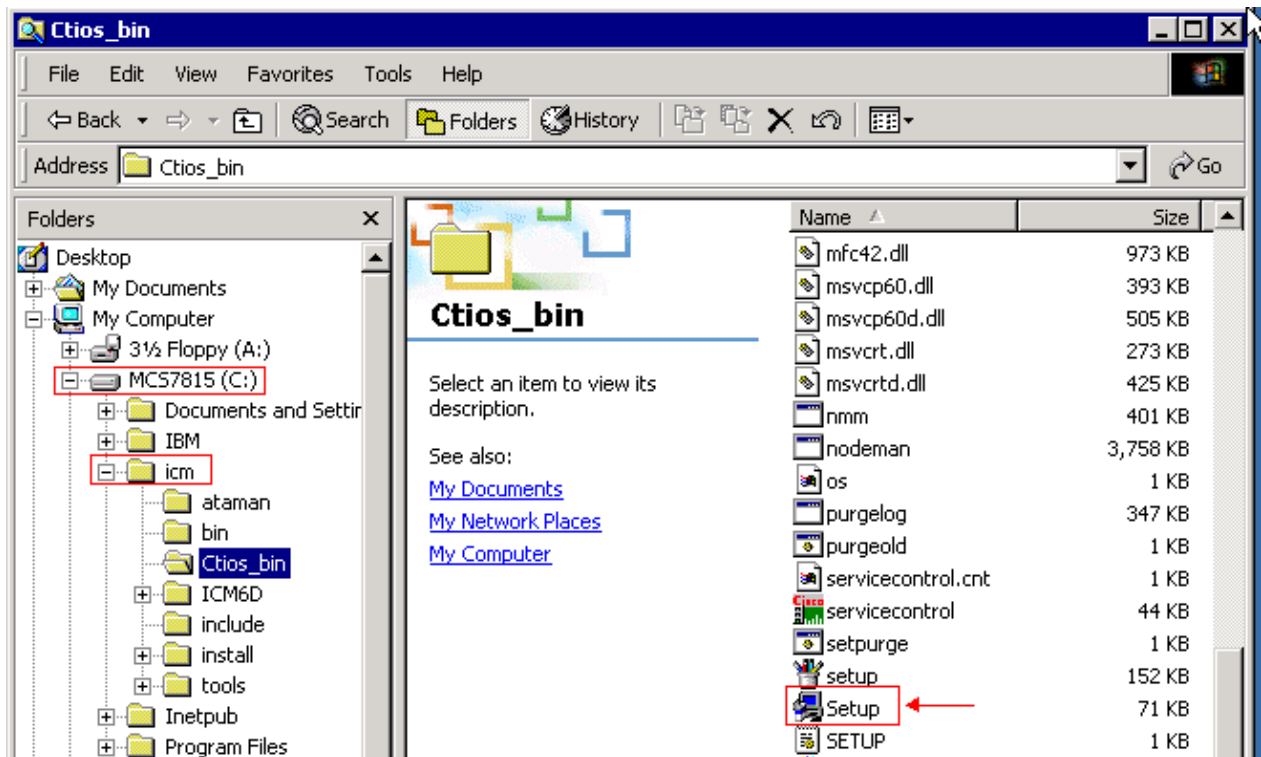 Ctios_bin
File Edit View Favorites Tools Help
Back Search Folders History
Address Ctios_bin Go
Folders
Desktop
My Documents
My Computer
3½ Floppy (A:)
MCS7815 (C:)
Documents and Settir
IBM
icm
ataman
bin
Ctios_bin
ICM6D
include
install
tools
Inetpub
Program Files
Ctios_bin
Select an item to view its
description.
See also:
My Documents
My Network Places
My Computer
Name Size
mfc42.dll 973 KB
msvcp60.dll 393 KB
msvcp60d.dll 505 KB
msvcrt.dll 273 KB
msvcrtd.dll 425 KB
nmm 401 KB
nodeman 3,758 KB
os 1 KB
purgelog 347 KB
purgeold 1 KB
servicecontrol.cnt 1 KB
Cisco
servicecontrol 44 KB
setpurge 1 KB
setup 152 KB
Setup 71 KB
SETUP 1 KB